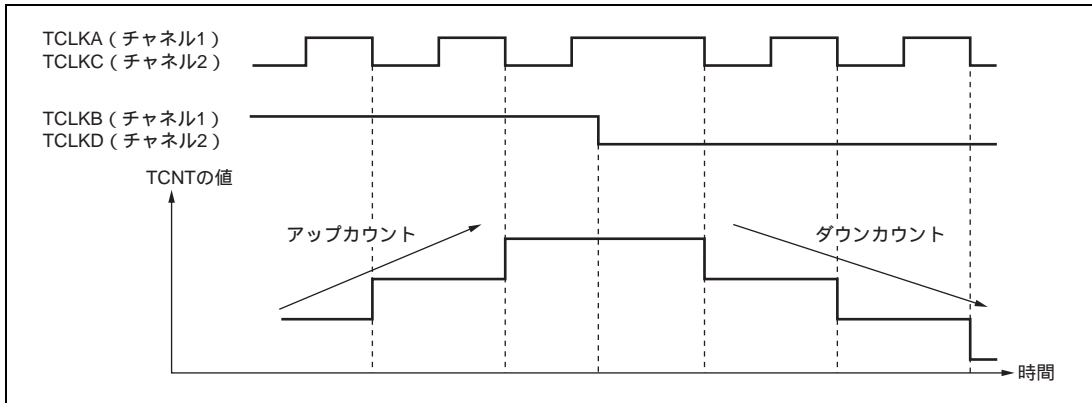 TCLKA（チャネル1）
TCLKC（チャネル2）
TCLKB（チャネル1）
TCLKD（チャネル2）
TCNTの値
アップカウント
ダウンカウント
時間